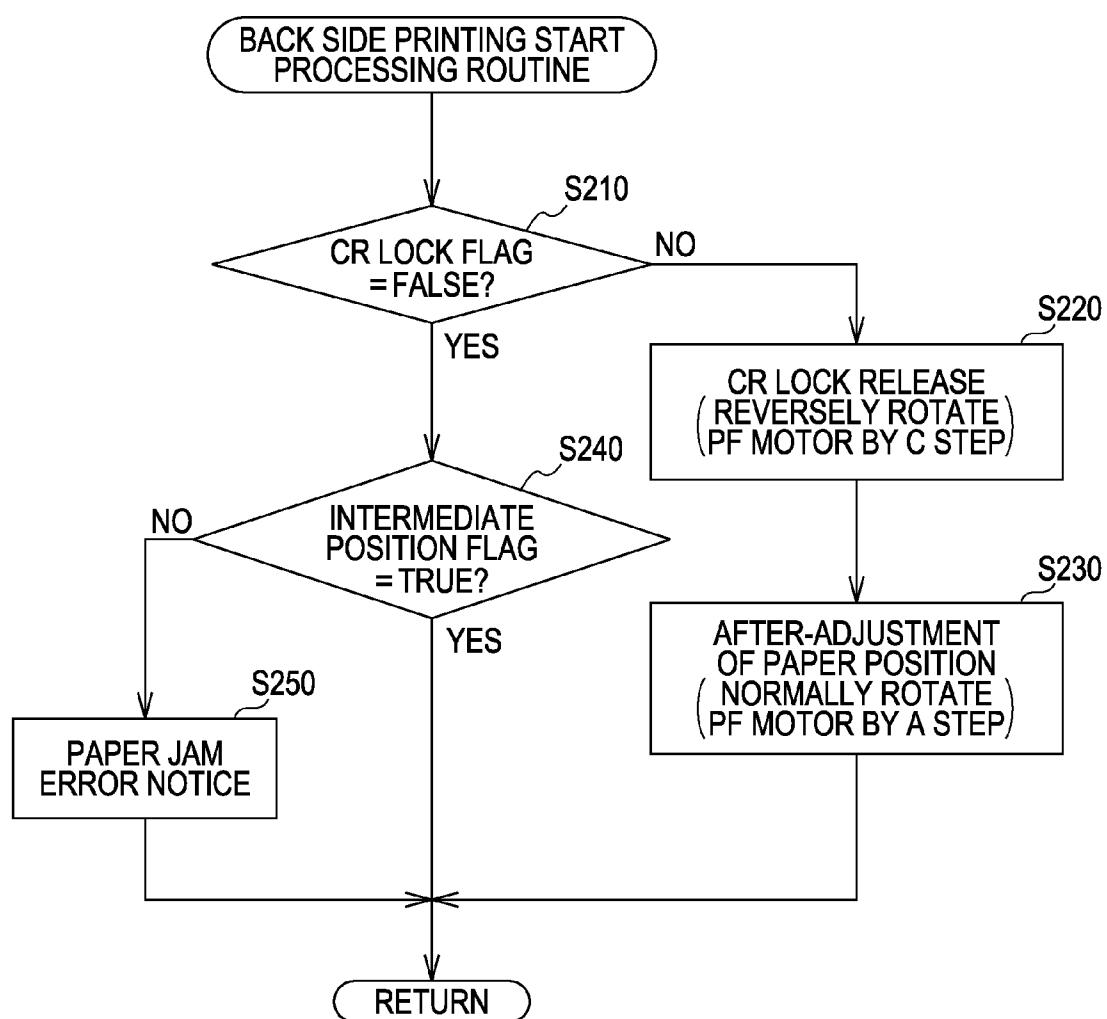 BACK SIDE PRINTING START
PROCESSING ROUTINE
S210
CR LOCK FLAG
= FALSE?
NO
YES
S220
CR LOCK RELEASE
(REVERSELY ROTATE
PF MOTOR BY C STEP)
S240
INTERMEDIATE
POSITION FLAG
= TRUE?
NO
YES
S230
AFTER-ADJUSTMENT
OF PAPER POSITION
(NORMALLY ROTATE
PF MOTOR BY A STEP)
S250
PAPER JAM
ERROR NOTICE
RETURN